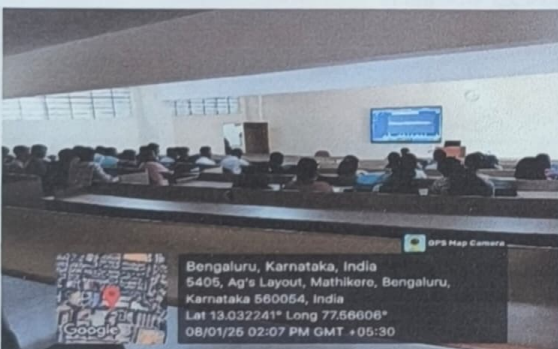 GPS Map Camera
Bengaluru, Karnataka, India
5405, Ag's Layout, Mathikere, Bengaluru,
Karnataka 560054, India
Lat 13.032241° Long 77.56606°
08/01/26 02:07 PM GMT +05:30
Google